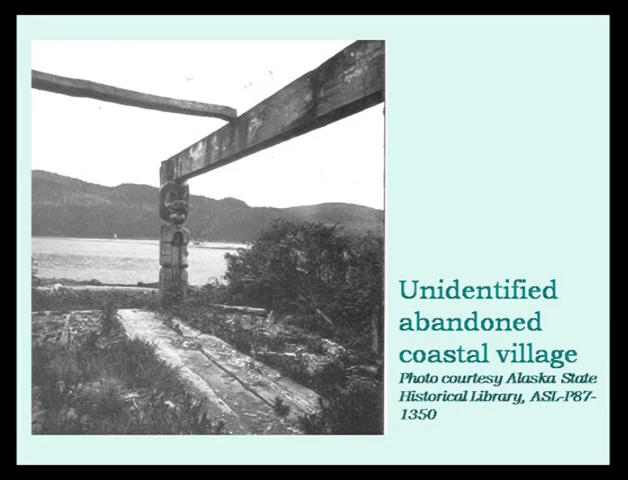 Unidentified
abandoned
coastal village
Photo courtesy Alaska State
Historical Library, ASL-P87-
1350